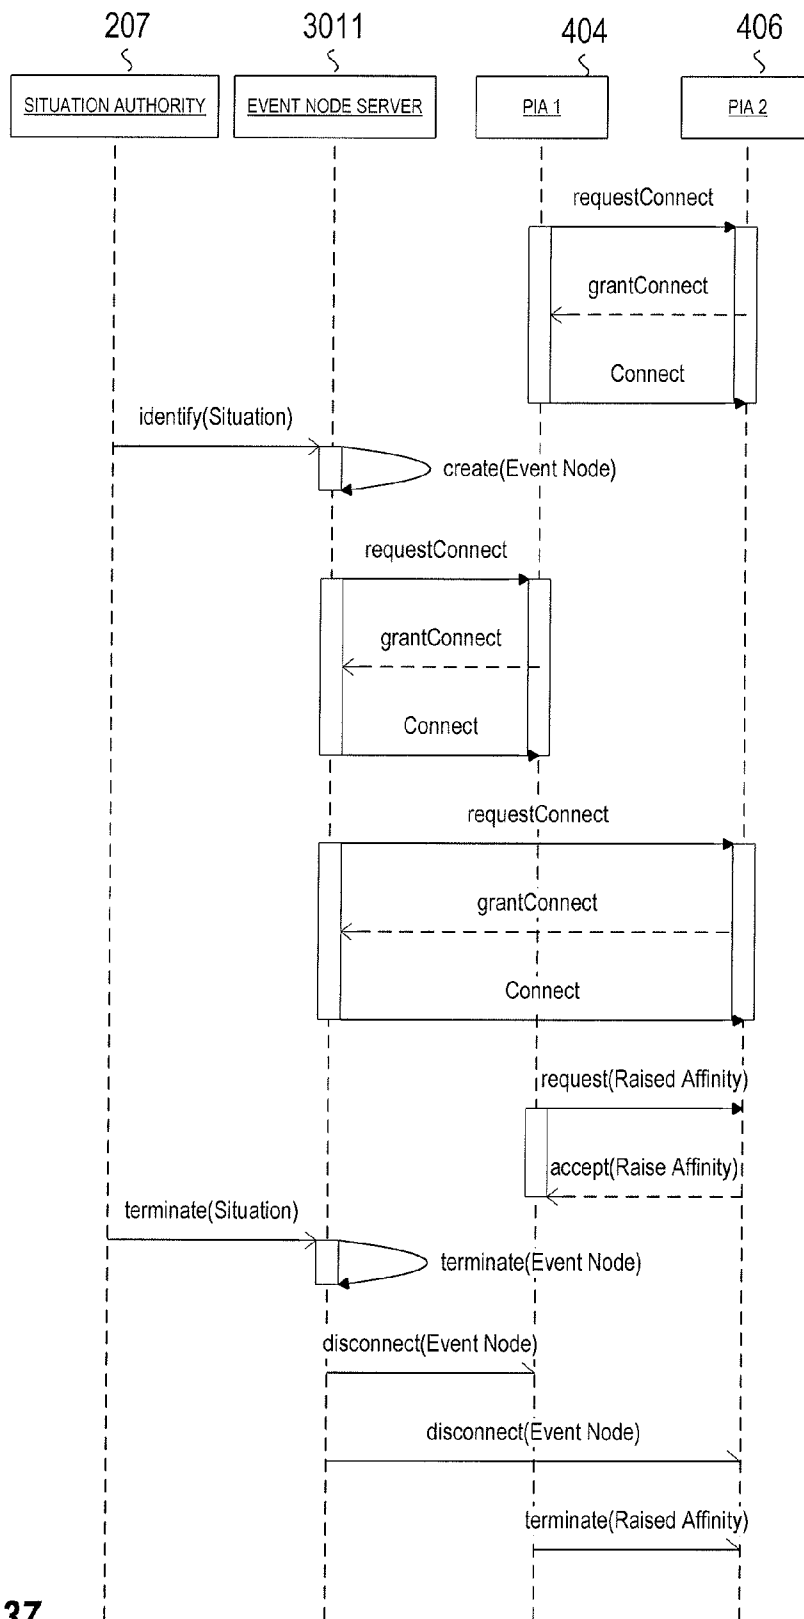 207 3011 404 406
SITUATION AUTHORITY EVENT NODE SERVER PIA 1 PIA 2
requestConnect
grantConnect
Connect
identify(Situation)
create(Event Node)
requestConnect
grantConnect
Connect
requestConnect
grantConnect
Connect
request(Raised Affinity)
accept(Raise Affinity)
terminate(Situation)
terminate(Event Node)
disconnect(Event Node)
disconnect(Event Node)
terminate(Raised Affinity)
37